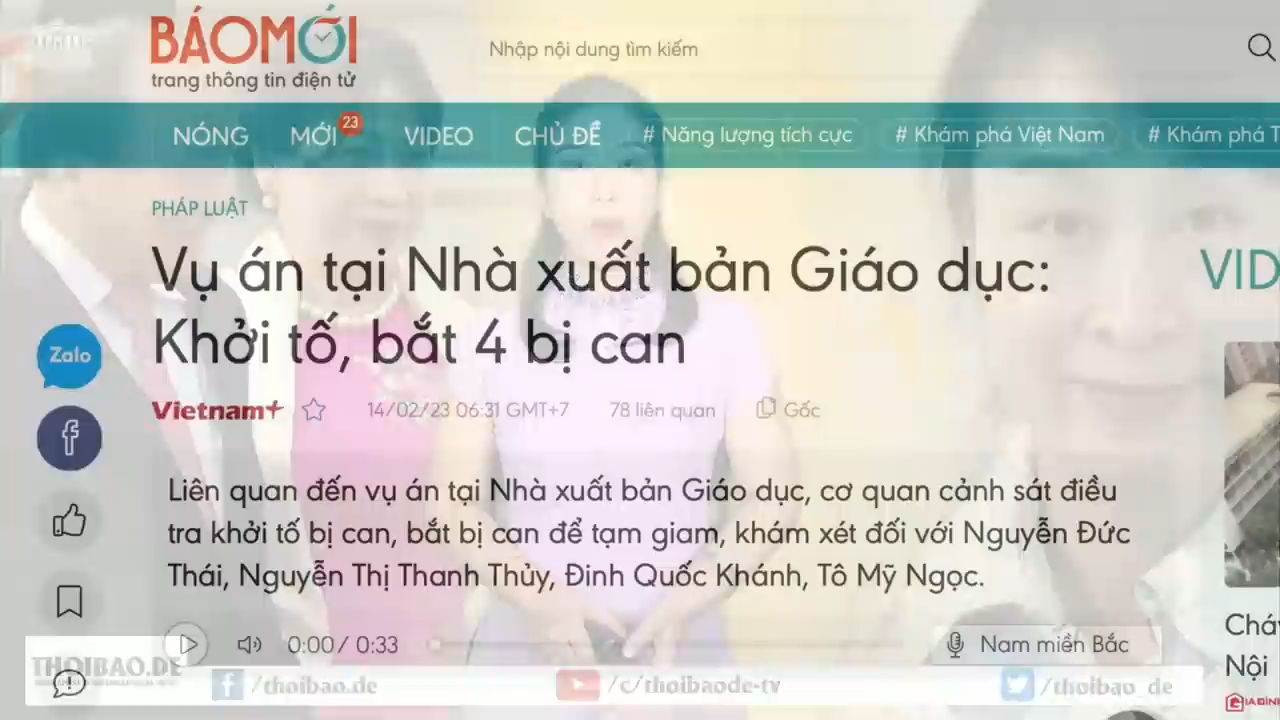 BÁOMỚI
trang thông tin điện tử
Nhập nội dung tìm kiếm
NÓNG MỚI 23 VIDEO CHỦ ĐỀ # Năng lượng tích cực # Khám phá Việt Nam # Khám phá T
PHÁP LUẬT
Vụ án tại Nhà xuất bản Giáo dục:
Khởi tố, bắt 4 bị can
VID
Zalo
Vietnam+ 14/02/23 06:31 GMT+7 78 liên quan Gốc
Liên quan đến vụ án tại Nhà xuất bản Giáo dục, cơ quan cảnh sát điều
tra khởi tố bị can, bắt bị can để tạm giam, khám xét đối với Nguyễn Đức
Thái, Nguyễn Thị Thanh Thủy, Đinh Quốc Khánh, Tô Mỹ Ngọc.
0:00 / 0:33
Nam miền Bắc
Cháy
Nội
THOIBAO.DE
/thoibao.de
/c/thoibaode-tv
/thoibao_de